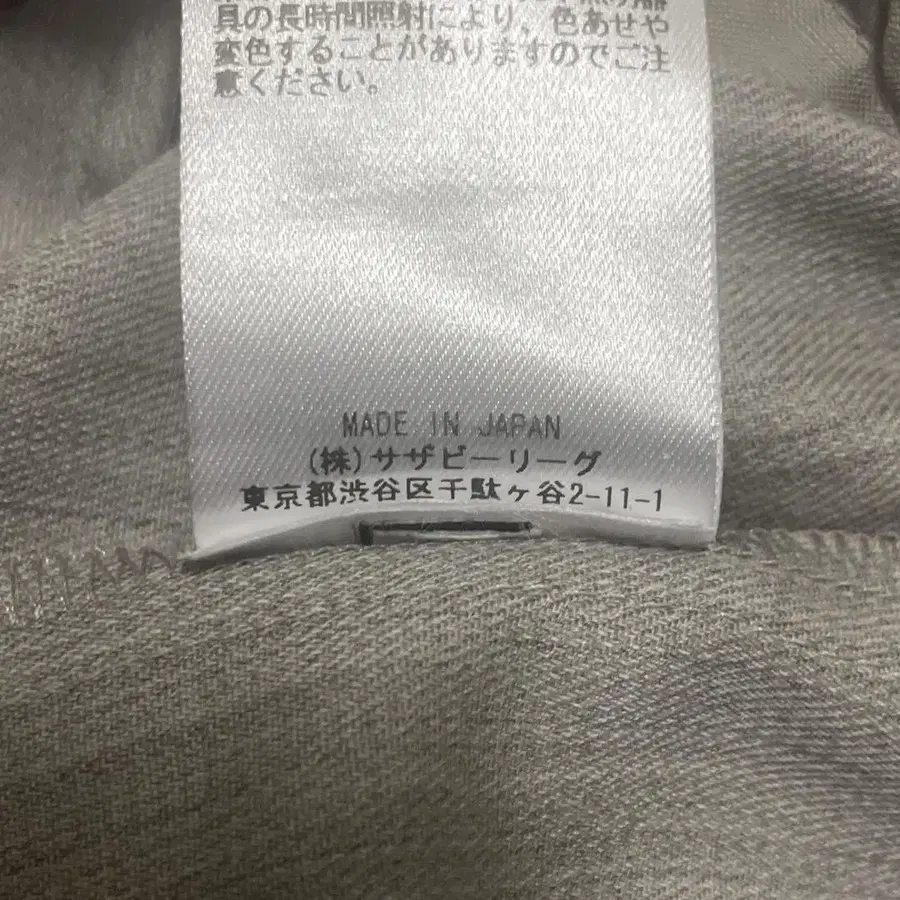 具の長時間照射により、色あせや
変色することがありますのでご注
意ください。
MADE IN JAPAN
(株)サザビーリーグ
東京都渋谷区千駄ヶ谷2-11-1